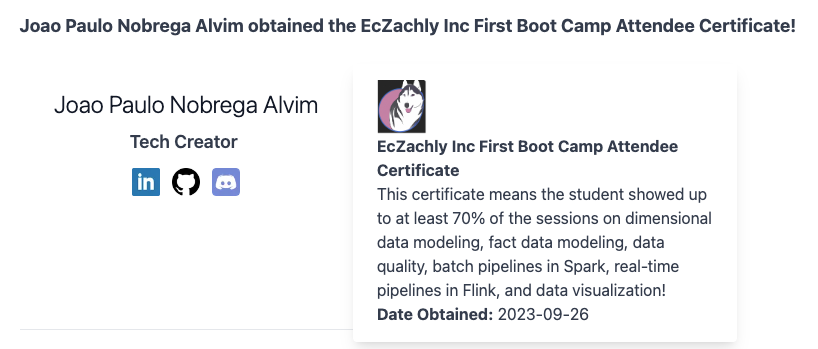 Joao Paulo Nobrega Alvim obtained the EcZachly Inc First Boot Camp Attendee Certificate!
Joao Paulo Nobrega Alvim
Tech Creator
in
EcZachly Inc First Boot Camp Attendee
Certificate
This certificate means the student showed up
to at least 70% of the sessions on dimensional
data modeling, fact data modeling, data
quality, batch pipelines in Spark, real-time
pipelines in Flink, and data visualization!
Date Obtained: 2023-09-26